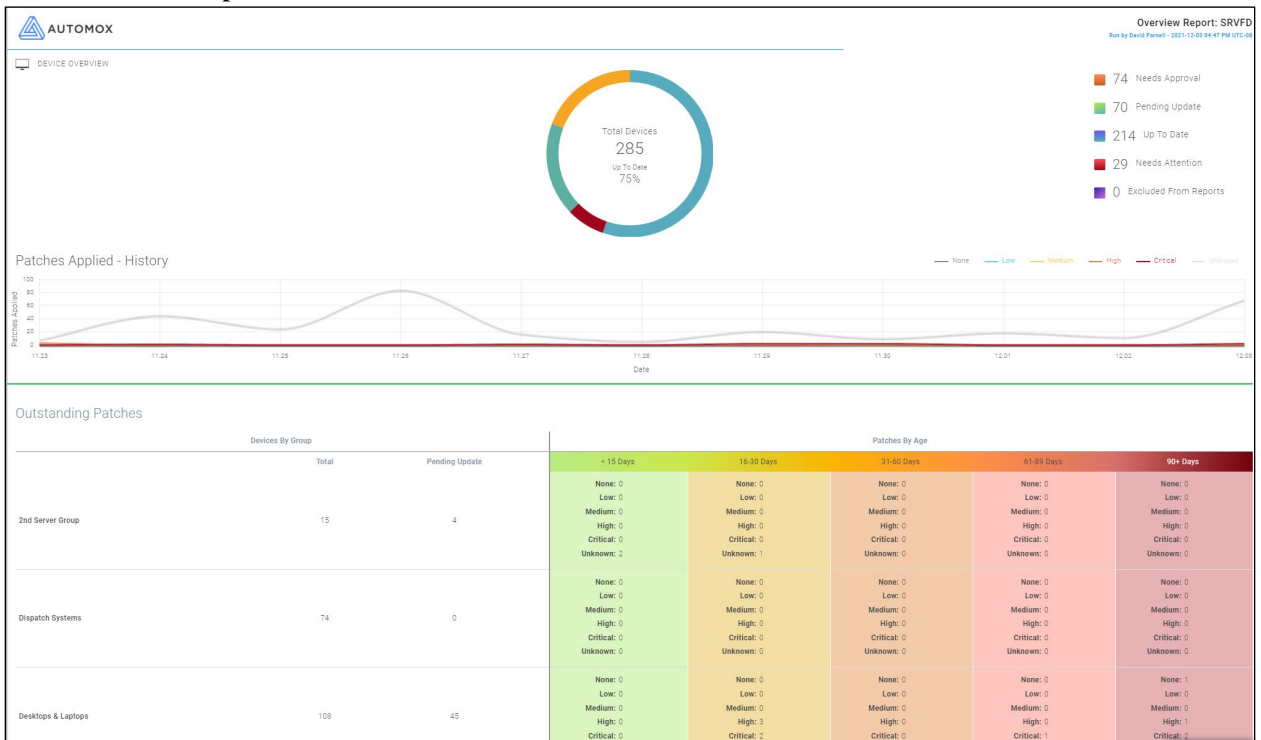 AUTOMOX
Overview Report: SRVFD
Run by David Parnell - 2021-12-03 04:47 PM UTC-08
DEVICE OVERVIEW
Total Devices
285
Up To Date
75%
74 Needs Approval
70 Pending Update
214 Up To Date
29 Needs Attention
0 Excluded From Reports
Patches Applied - History
None Low Medium High Critical Unknown
Patches Applied
100
80
60
40
20
0
11.23 11.24 11.25 11.26 11.27 11.28 11.29 11.30 12.01 12.02 12.03
Date
Outstanding Patches
Devices By Group Patches By Age
Total Pending Update < 15 Days 16-30 Days 31-60 Days 61-89 Days 90+ Days
None: 0 None: 0 None: 0 None: 0 None: 0
Low: 0 Low: 0 Low: 0 Low: 0 Low: 0
Medium: 0 Medium: 0 Medium: 0 Medium: 0 Medium: 0
2nd Server Group 15 4
High: 0 High: 0 High: 0 High: 0 High: 0
Critical: 0 Critical: 0 Critical: 0 Critical: 0 Critical: 0
Unknown: 2 Unknown: 1 Unknown: 0 Unknown: 0 Unknown: 0
None: 0 None: 0 None: 0 None: 0 None: 0
Low: 0 Low: 0 Low: 0 Low: 0 Low: 0
Medium: 0 Medium: 0 Medium: 0 Medium: 0 Medium: 0
Dispatch Systems 74 0
High: 0 High: 0 High: 0 High: 0 High: 0
Critical: 0 Critical: 0 Critical: 0 Critical: 0 Critical: 0
Unknown: 0 Unknown: 0 Unknown: 0 Unknown: 0 Unknown: 0
None: 0 None: 0 None: 0 None: 0 None: 1
Low: 0 Low: 0 Low: 0 Low: 0 Low: 0
Medium: 0 Medium: 0 Medium: 0 Medium: 0 Medium: 0
Desktops & Laptops 108 45
High: 0 High: 3 High: 0 High: 0 High: 1
Critical: 0 Critical: 2 Critical: 0 Critical: 1 Critical: 2